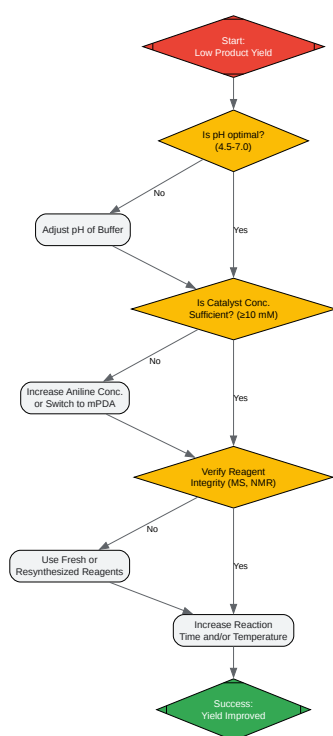 Start:
Low Product Yield
Is pH optimal?
(4.5-7.0)
No
Adjust pH of Buffer
Yes
Is Catalyst Conc.
Sufficient? (≥10 mM)
No
Increase Aniline Conc.
or Switch to mPDA
Yes
Verify Reagent
Integrity (MS, NMR)
No
Use Fresh or
Resynthesized Reagents
Yes
Increase Reaction
Time and/or Temperature
Success:
Yield Improved